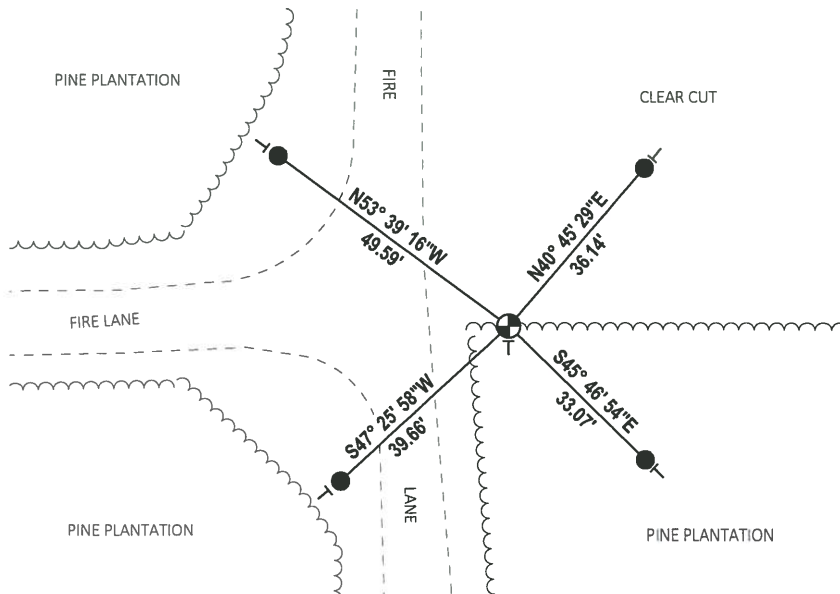 PINE PLANTATION
FIRE
CLEAR CUT
N53° 39' 16"W
49.59'
N40° 45' 29"E
36.14'
FIRE LANE
S47° 25' 58"W
39.66'
S45° 46' 54"E
33.07'
LANE
PINE PLANTATION
PINE PLANTATION